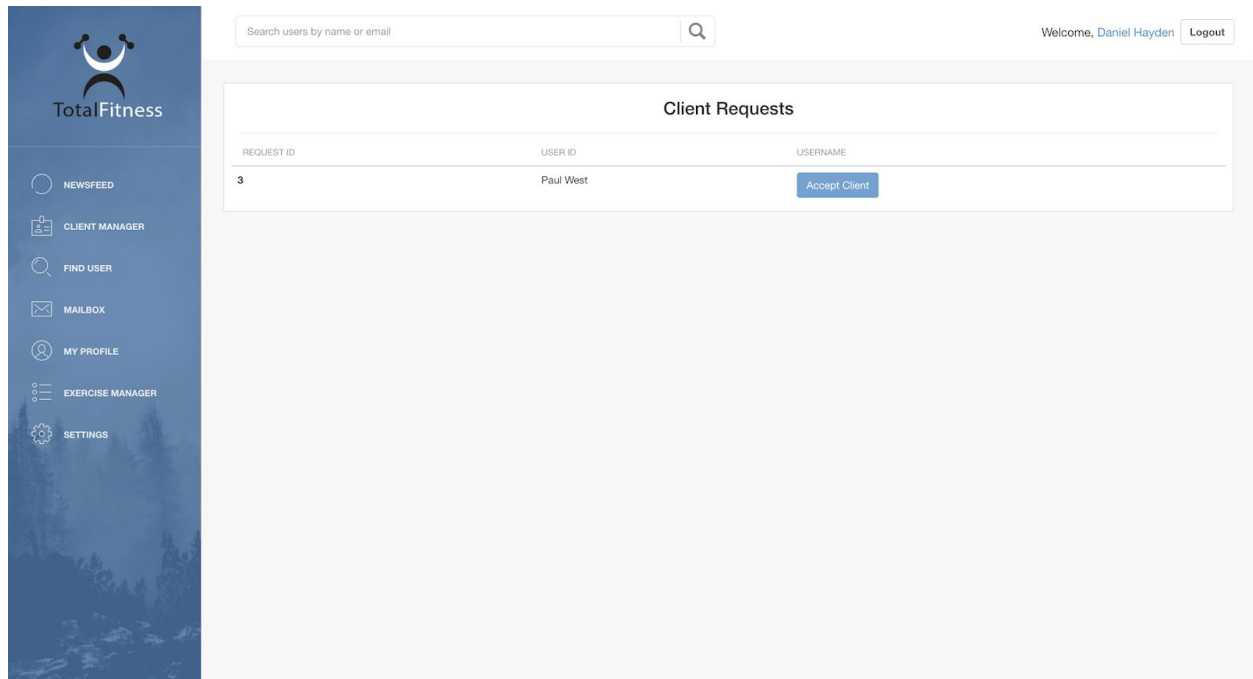 TotalFitness
NEWSFEED
CLIENT MANAGER
FIND USER
MAILBOX
MY PROFILE
EXERCISE MANAGER
SETTINGS
Search users by name or email
Welcome, Daniel Hayden Logout
Client Requests
REQUEST ID USER ID USERNAME
3 Paul West Accept Client